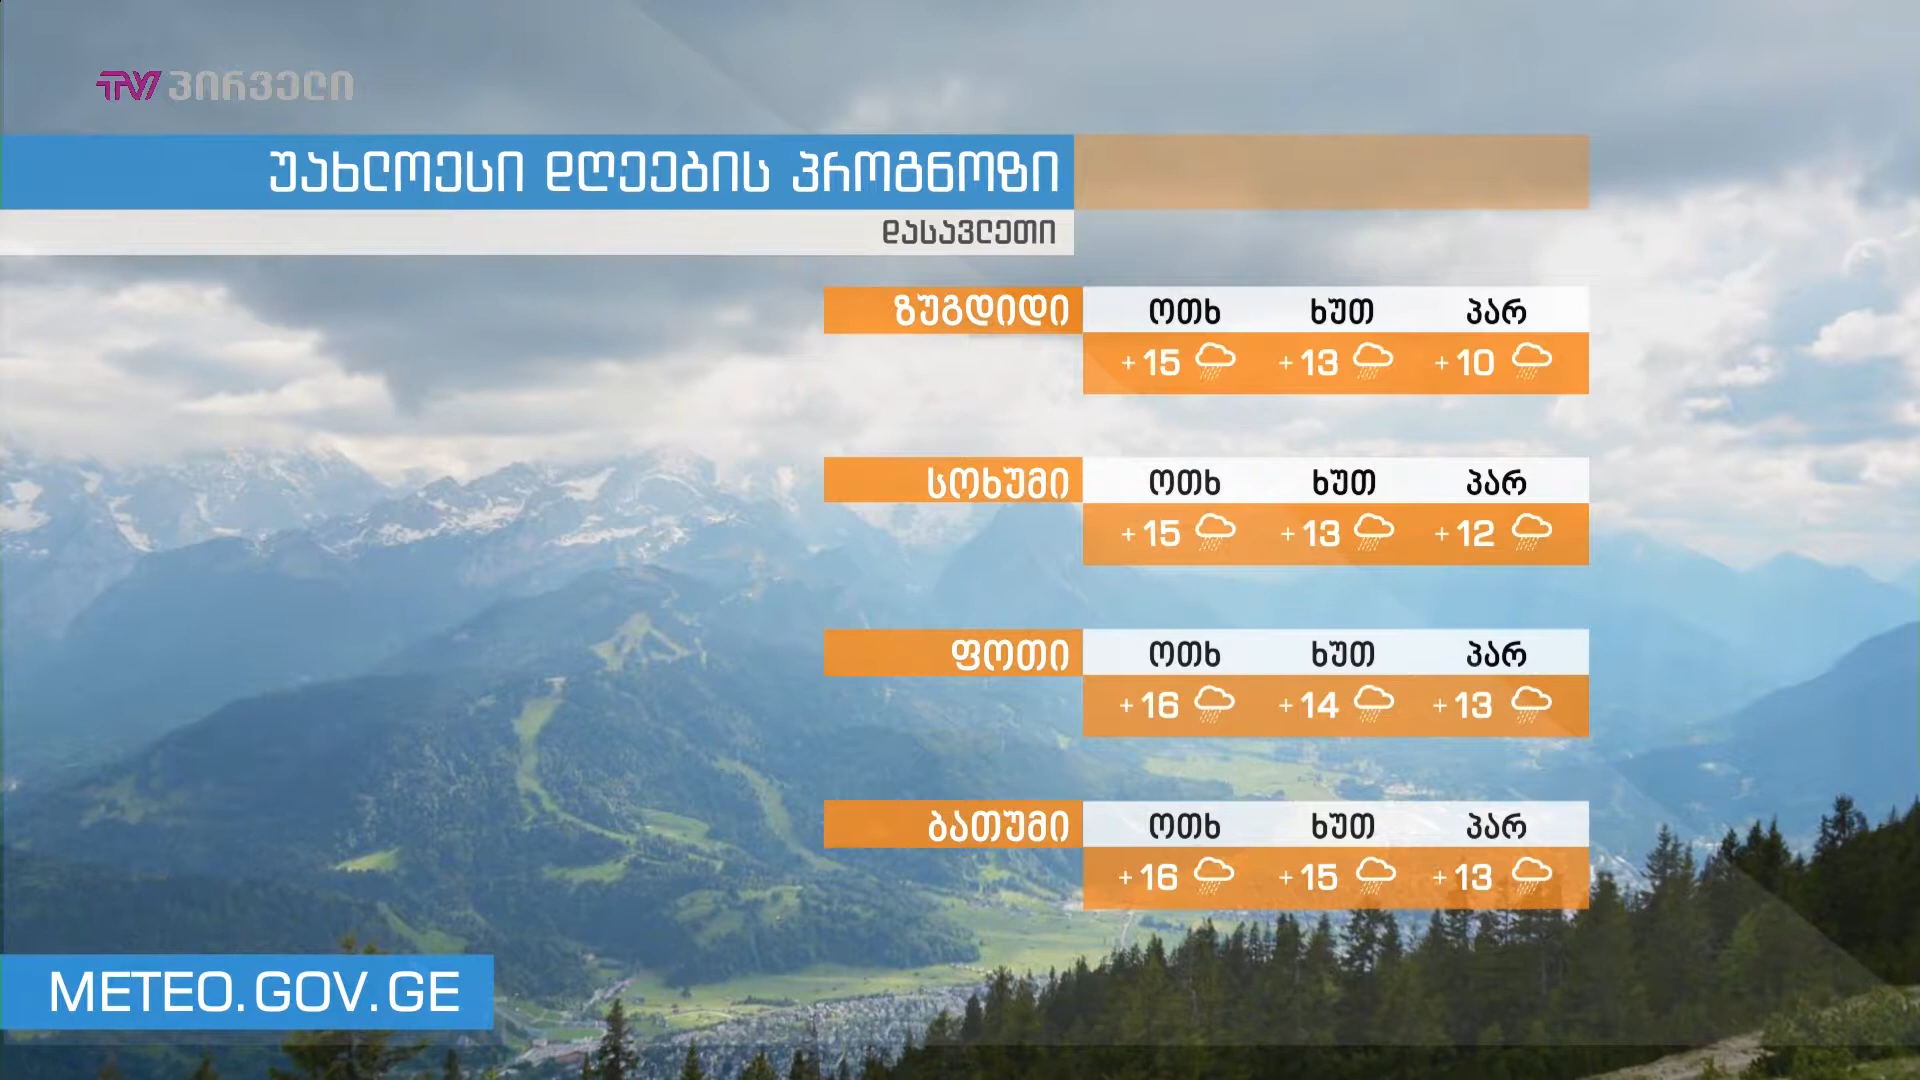 TV პირველი
უახლოესი დღეების პროგნოზი
დასავლეთი
ზუგდიდი ოთხ ხუთ პარ
+15 +13 +10
სოხუმი ოთხ ხუთ პარ
+15 +13 +12
ფოთი ოთხ ხუთ პარ
+16 +14 +13
ბათუმი ოთხ ხუთ პარ
+16 +15 +13
METEO.GOV.GE